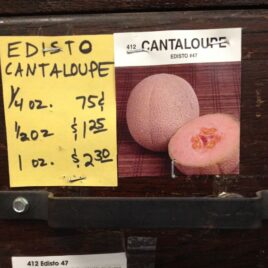 EDISTO
CANTALOUPE
1/4 oz. 75¢
1/2 oz $1.25
1 oz. $2.30
412 CANTALOUPE
EDISTO #47
412 Edisto 47